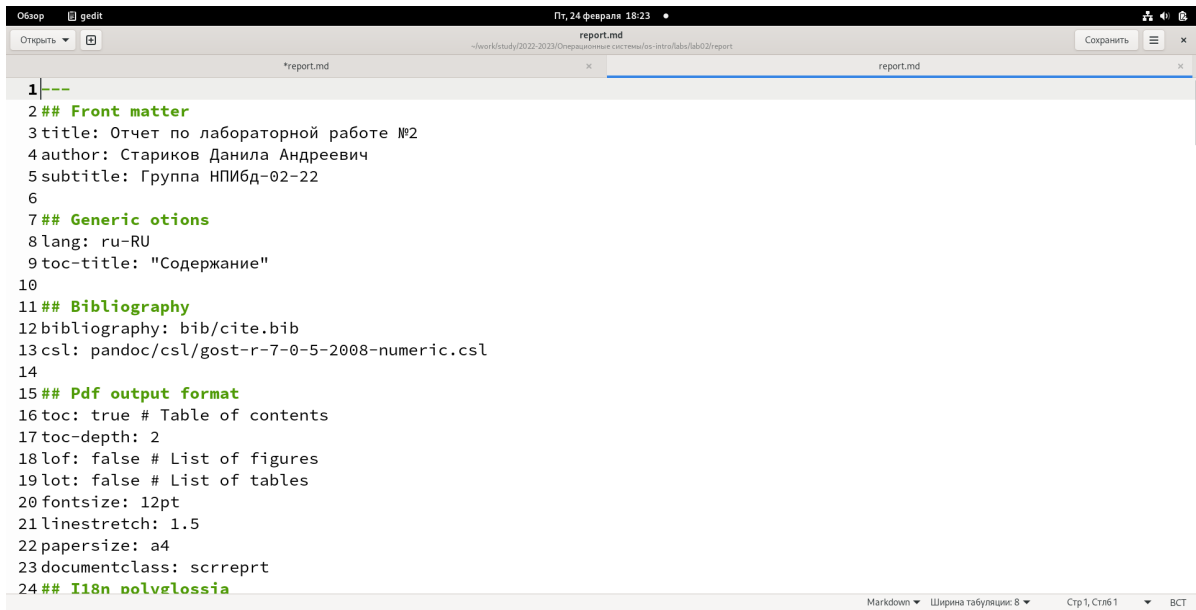 Обзор gedit Пт, 24 февраля 18:23
Открыть report.md Сохранить
~/work/study/2022-2023/Операционные системы/os-intro/labs/lab02/report
*report.md × report.md ×
1 ---
2 ## Front matter
3 title: Отчет по лабораторной работе №2
4 author: Стариков Данила Андреевич
5 subtitle: Группа НПИбд-02-22
6
7 ## Generic otions
8 lang: ru-RU
9 toc-title: "Содержание"
10
11 ## Bibliography
12 bibliography: bib/cite.bib
13 csl: pandoc/csl/gost-r-7-0-5-2008-numeric.csl
14
15 ## Pdf output format
16 toc: true # Table of contents
17 toc-depth: 2
18 lof: false # List of figures
19 lot: false # List of tables
20 fontsize: 12pt
21 linestretch: 1.5
22 papersize: a4
23 documentclass: scrreprt
24 ## I18n polyglossia
Markdown Ширина табуляции: 8 Стр 1, Стлб 1 ВСТ